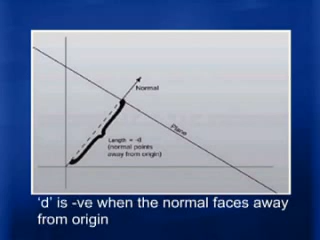 Normal
Plane
Length = -d
(normal points
away from origin)
'd' is -ve when the normal faces away
from origin